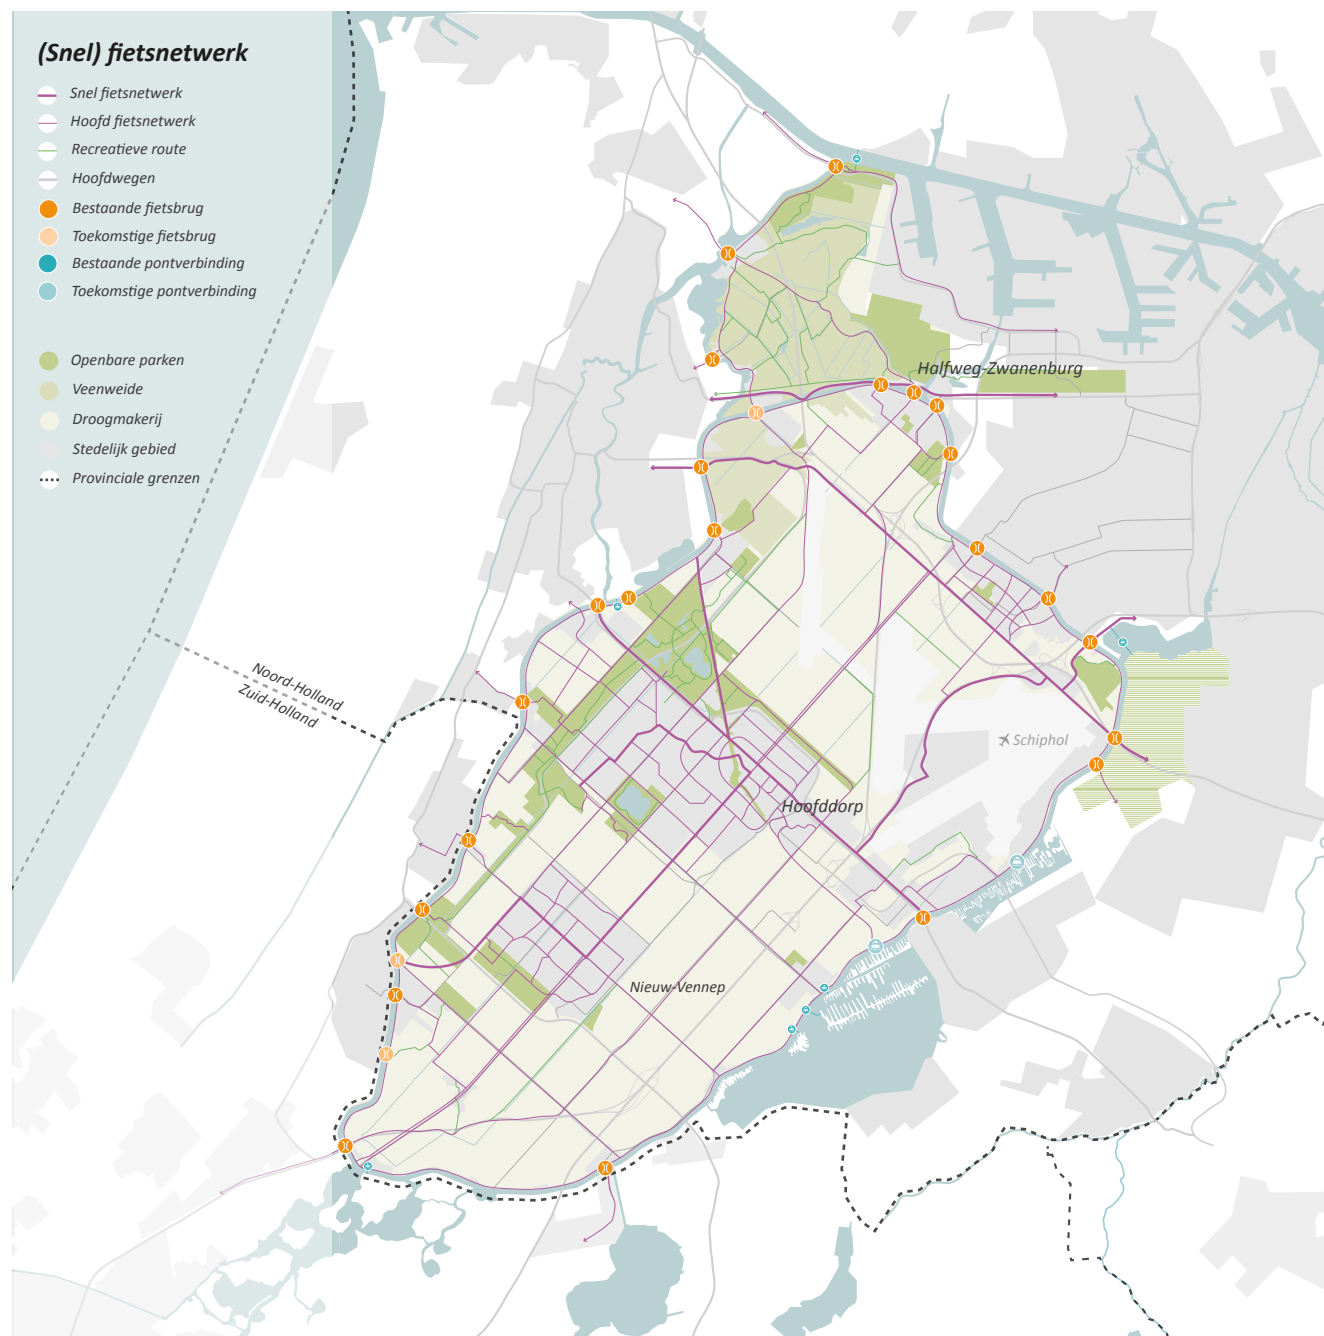 (Snel) fietsnetwerk
Snel fietsnetwerk
Hoofd fietsnetwerk
Recreatieve route
Hoofdwegen
Bestaande fietsbrug
Toekomstige fietsbrug
Bestaande pontverbinding
Toekomstige pontverbinding
Openbare parken
Veenweide
Droogmakerij
Stedelijk gebied
Provinciale grenzen
Halfweg-Zwanenburg
Noord-Holland
Zuid-Holland
Schiphol
Hoofddorp
Nieuw-Vennep